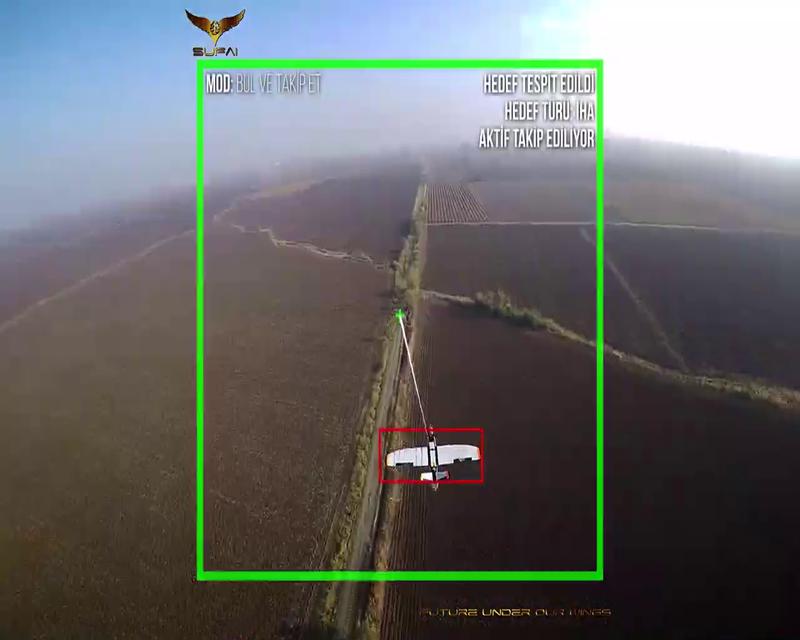 SUFAI
MOD: BUL VE TAKİP ET
HEDEF TESPİT EDİLDİ
HEDEF TÜRÜ: İHA
AKTİF TAKİP EDİLİYOR
FUTURE UNDER OUR WINGS